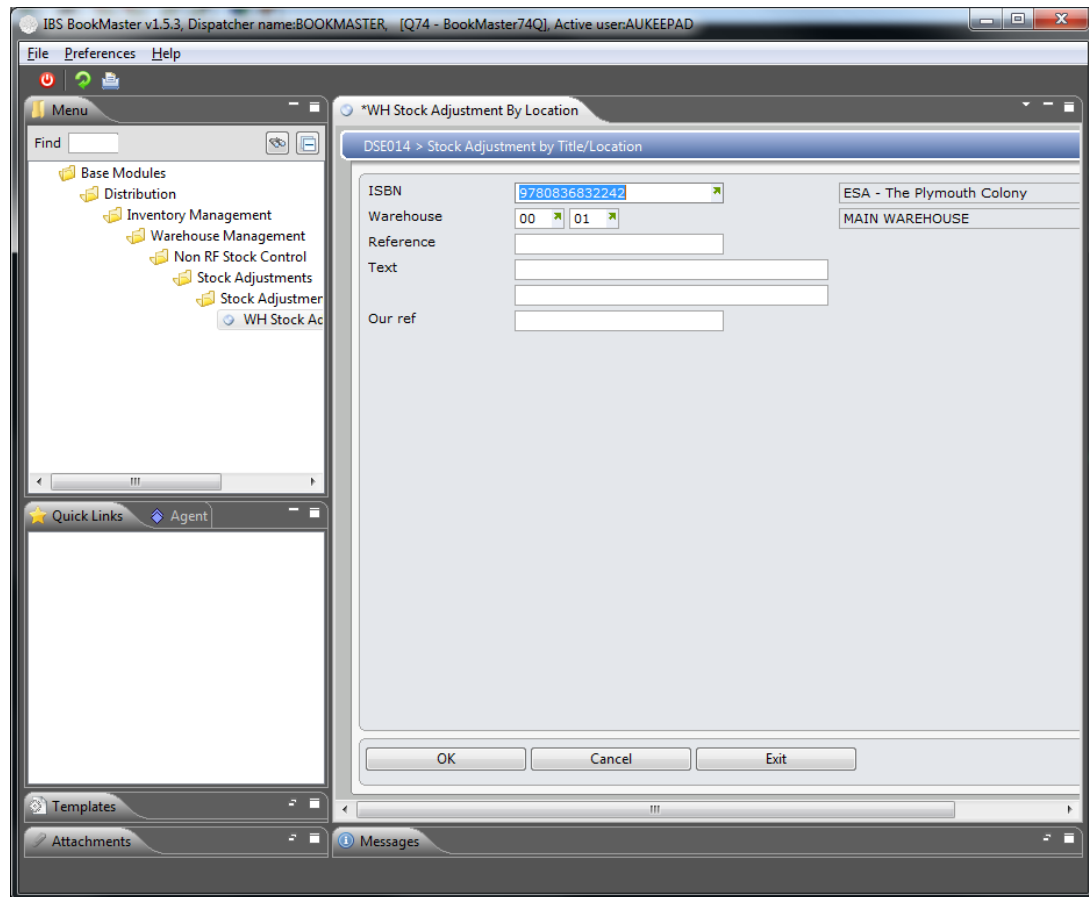 IBS BookMaster v1.5.3, Dispatcher name:BOOKMASTER, [Q74 - BookMaster74Q], Active user:AUKEEPAD
File Preferences Help
Menu
Find
Base Modules
Distribution
Inventory Management
Warehouse Management
Non RF Stock Control
Stock Adjustments
Stock Adjustmer
WH Stock Ac
Quick Links Agent
Templates
Attachments
*WH Stock Adjustment By Location
DSE014 > Stock Adjustment by Title/Location
ISBN 9780836832242 ESA - The Plymouth Colony
Warehouse 00 01 MAIN WAREHOUSE
Reference
Text
Our ref
OK Cancel Exit
Messages